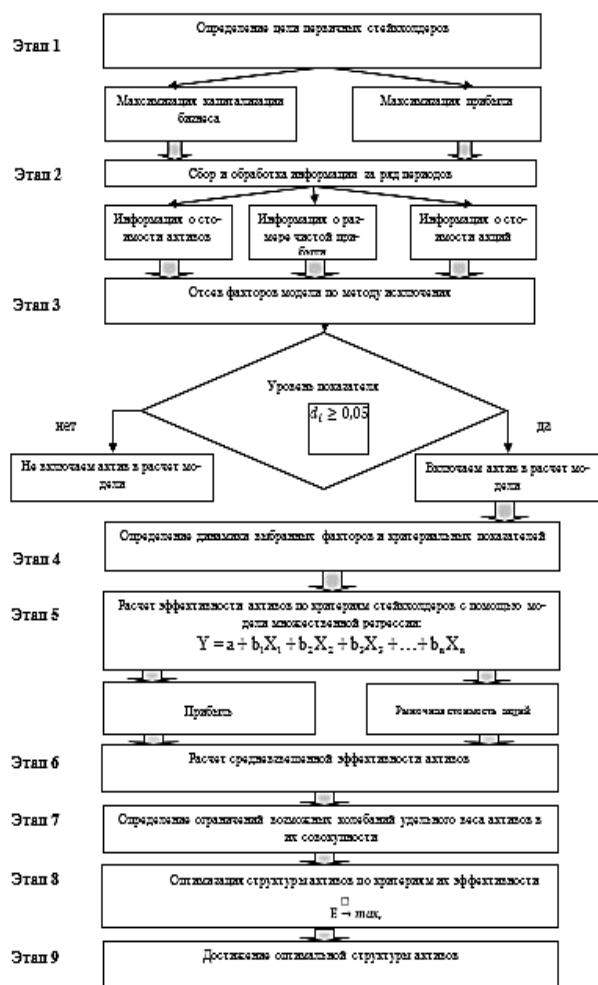 Этап 1
Определение цели первичных стейкхолдеров
Максимизация капитализации
бизнеса
Максимизация прибыли
Этап 2
Сбор и обработка информации за ряд периодов
Информация о сто-
имости активов
Информация о раз-
мере чистой при-
были
Информация о сто-
имости акций
Этап 3
Отсев факторов модели по методу исключения
Уровень показателя
d_i ≥ 0,05
нет
да
Не включаем актив в расчет мо-
дели
Включаем актив в расчет мо-
дели
Этап 4
Определение динамики выбранных факторов и критериальных показателей
Этап 5
Расчет эффективности активов по критериям стейкхолдеров с помощью мо-
дели множественной регрессии:
Y = a + b₁X₁ + b₂X₂ + b₃X₃ + …+ bₙXₙ
Прибыль
Рыночная стоимость акций
Этап 6
Расчет средневзвешенной эффективности активов
Этап 7
Определение ограничений возможных колебаний удельного веса активов в
их совокупности
Этап 8
Оптимизация структуры активов по критериям их эффективности
E → max,
Этап 9
Достижение оптимальной структуры активов